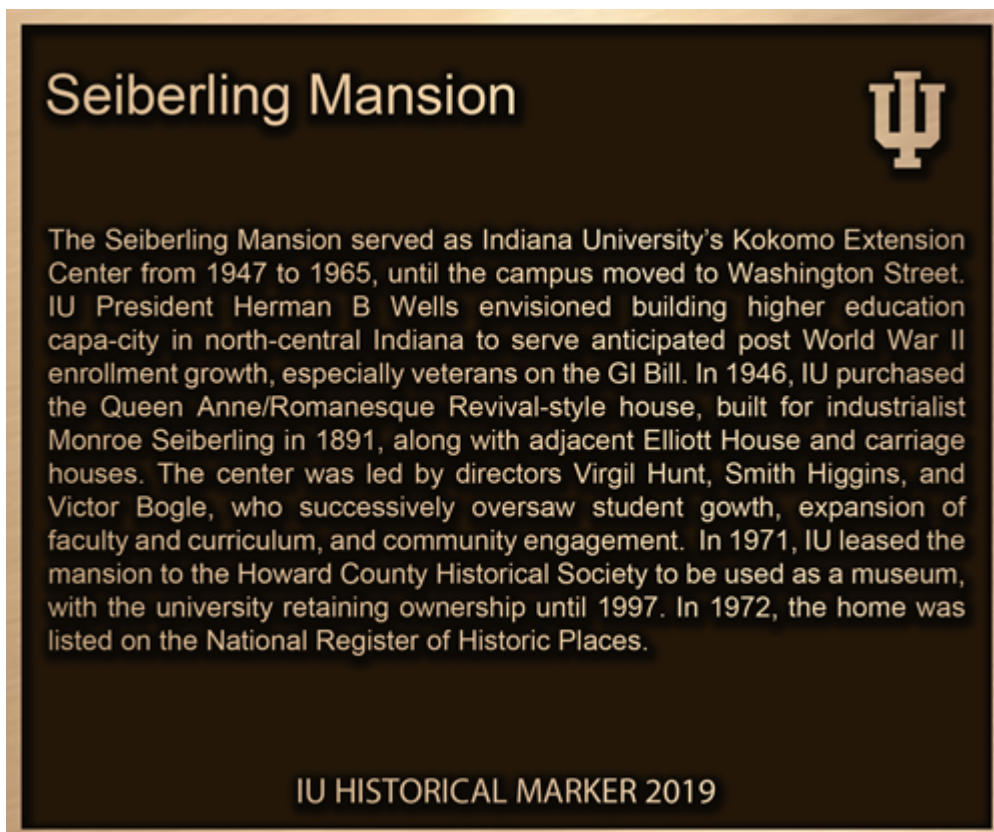 Seiberling Mansion
The Seiberling Mansion served as Indiana University's Kokomo Extension
Center from 1947 to 1965, until the campus moved to Washington Street.
IU President Herman B Wells envisioned building higher education
capa-city in north-central Indiana to serve anticipated post World War II
enrollment growth, especially veterans on the GI Bill. In 1946, IU purchased
the Queen Anne/Romanesque Revival-style house, built for industrialist
Monroe Seiberling in 1891, along with adjacent Elliott House and carriage
houses. The center was led by directors Virgil Hunt, Smith Higgins, and
Victor Bogle, who successively oversaw student gowth, expansion of
faculty and curriculum, and community engagement. In 1971, IU leased the
mansion to the Howard County Historical Society to be used as a museum,
with the university retaining ownership until 1997. In 1972, the home was
listed on the National Register of Historic Places.
IU HISTORICAL MARKER 2019